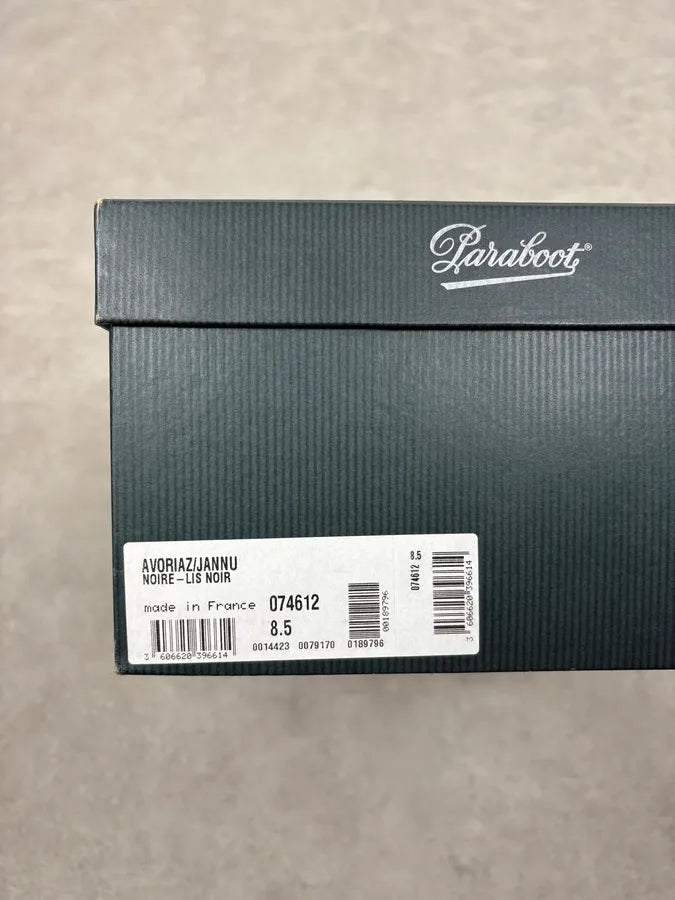 Paraboot®
AVORIAZ/JANNU
NOIRE–LIS NOIR
made in France 074612
8.5
3 606620 396614
0014423 0079170 0189796
00189796
074612 8.5
3 606620 396614